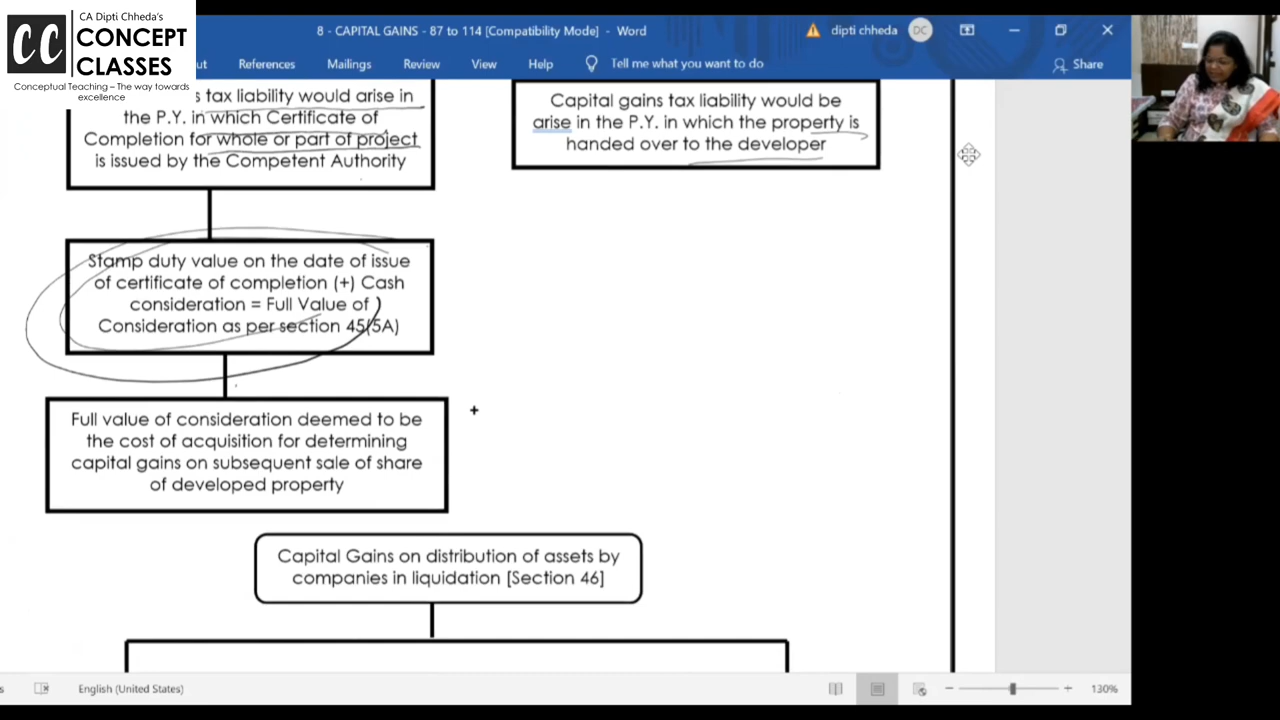 CA Dipti Chheda's
CC CONCEPT
CLASSES
Conceptual Teaching – The way towards
excellence
8 - CAPITAL GAINS - 87 to 114 [Compatibility Mode] - Word
dipti chheda DC
References Mailings Review View Help Tell me what you want to do Share
s tax liability would arise in
the P.Y. in which Certificate of
Completion for whole or part of project
is issued by the Competent Authority
Capital gains tax liability would be
arise in the P.Y. in which the property is
handed over to the developer
Stamp duty value on the date of issue
of certificate of completion (+) Cash
consideration = Full Value of
Consideration as per section 45(5A)
Full value of consideration deemed to be
the cost of acquisition for determining
capital gains on subsequent sale of share
of developed property
Capital Gains on distribution of assets by
companies in liquidation [Section 46]
English (United States)
130%